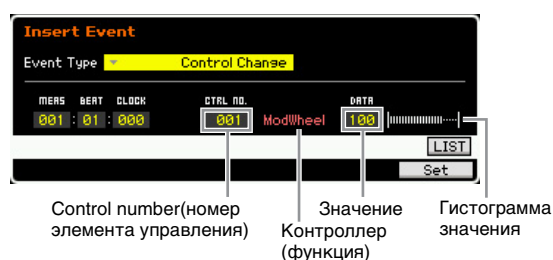 Insert Event
Event Type Control Change
MEAS BEAT CLOCK CTRL NO. DATA
001 : 01 : 000 001 ModWheel 100
LIST
Set
Control number(номер элемента управления)
Контроллер (функция)
Значение
Гистограмма значения